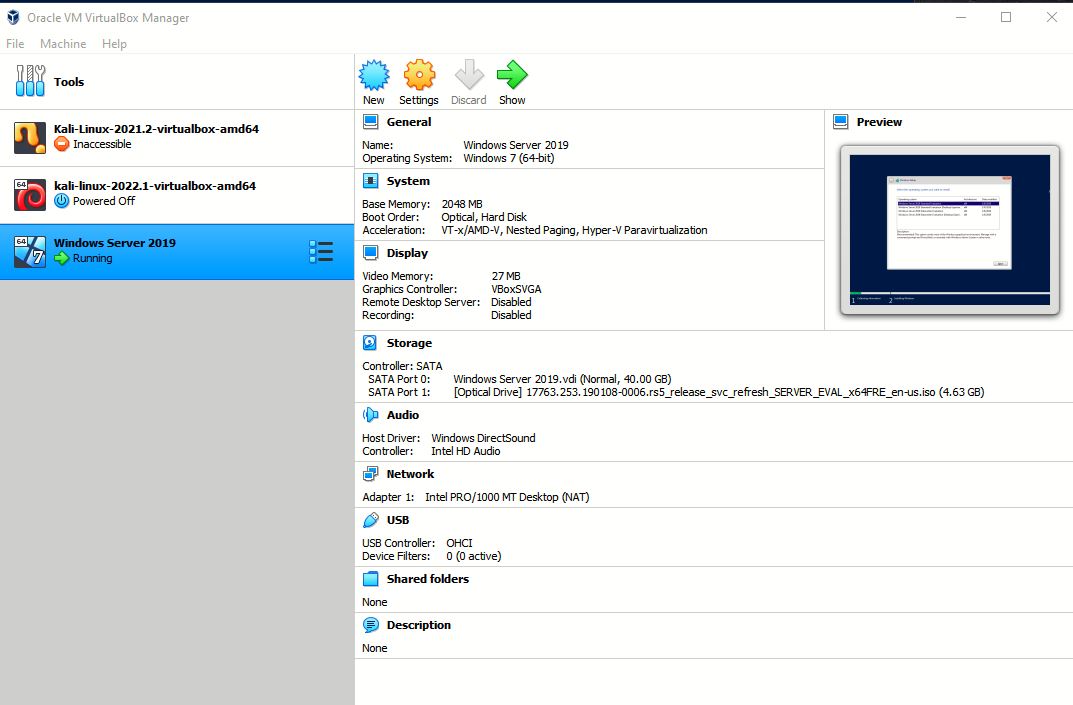 Oracle VM VirtualBox Manager
File Machine Help
Tools
Kali-Linux-2021.2-virtualbox-amd64
Inaccessible
64
kali-linux-2022.1-virtualbox-amd64
Powered Off
64
7
Windows Server 2019
Running
New Settings Discard Show
General
Name: Windows Server 2019
Operating System: Windows 7 (64-bit)
System
Base Memory: 2048 MB
Boot Order: Optical, Hard Disk
Acceleration: VT-x/AMD-V, Nested Paging, Hyper-V Paravirtualization
Display
Video Memory: 27 MB
Graphics Controller: VBoxSVGA
Remote Desktop Server: Disabled
Recording: Disabled
Preview
1
2
Storage
Controller: SATA
SATA Port 0: Windows Server 2019.vdi (Normal, 40.00 GB)
SATA Port 1: [Optical Drive] 17763.253.190108-0006.rs5_release_svc_refresh_SERVER_EVAL_x64FRE_en-us.iso (4.63 GB)
Audio
Host Driver: Windows DirectSound
Controller: Intel HD Audio
Network
Adapter 1: Intel PRO/1000 MT Desktop (NAT)
USB
USB Controller: OHCI
Device Filters: 0 (0 active)
Shared folders
None
Description
None